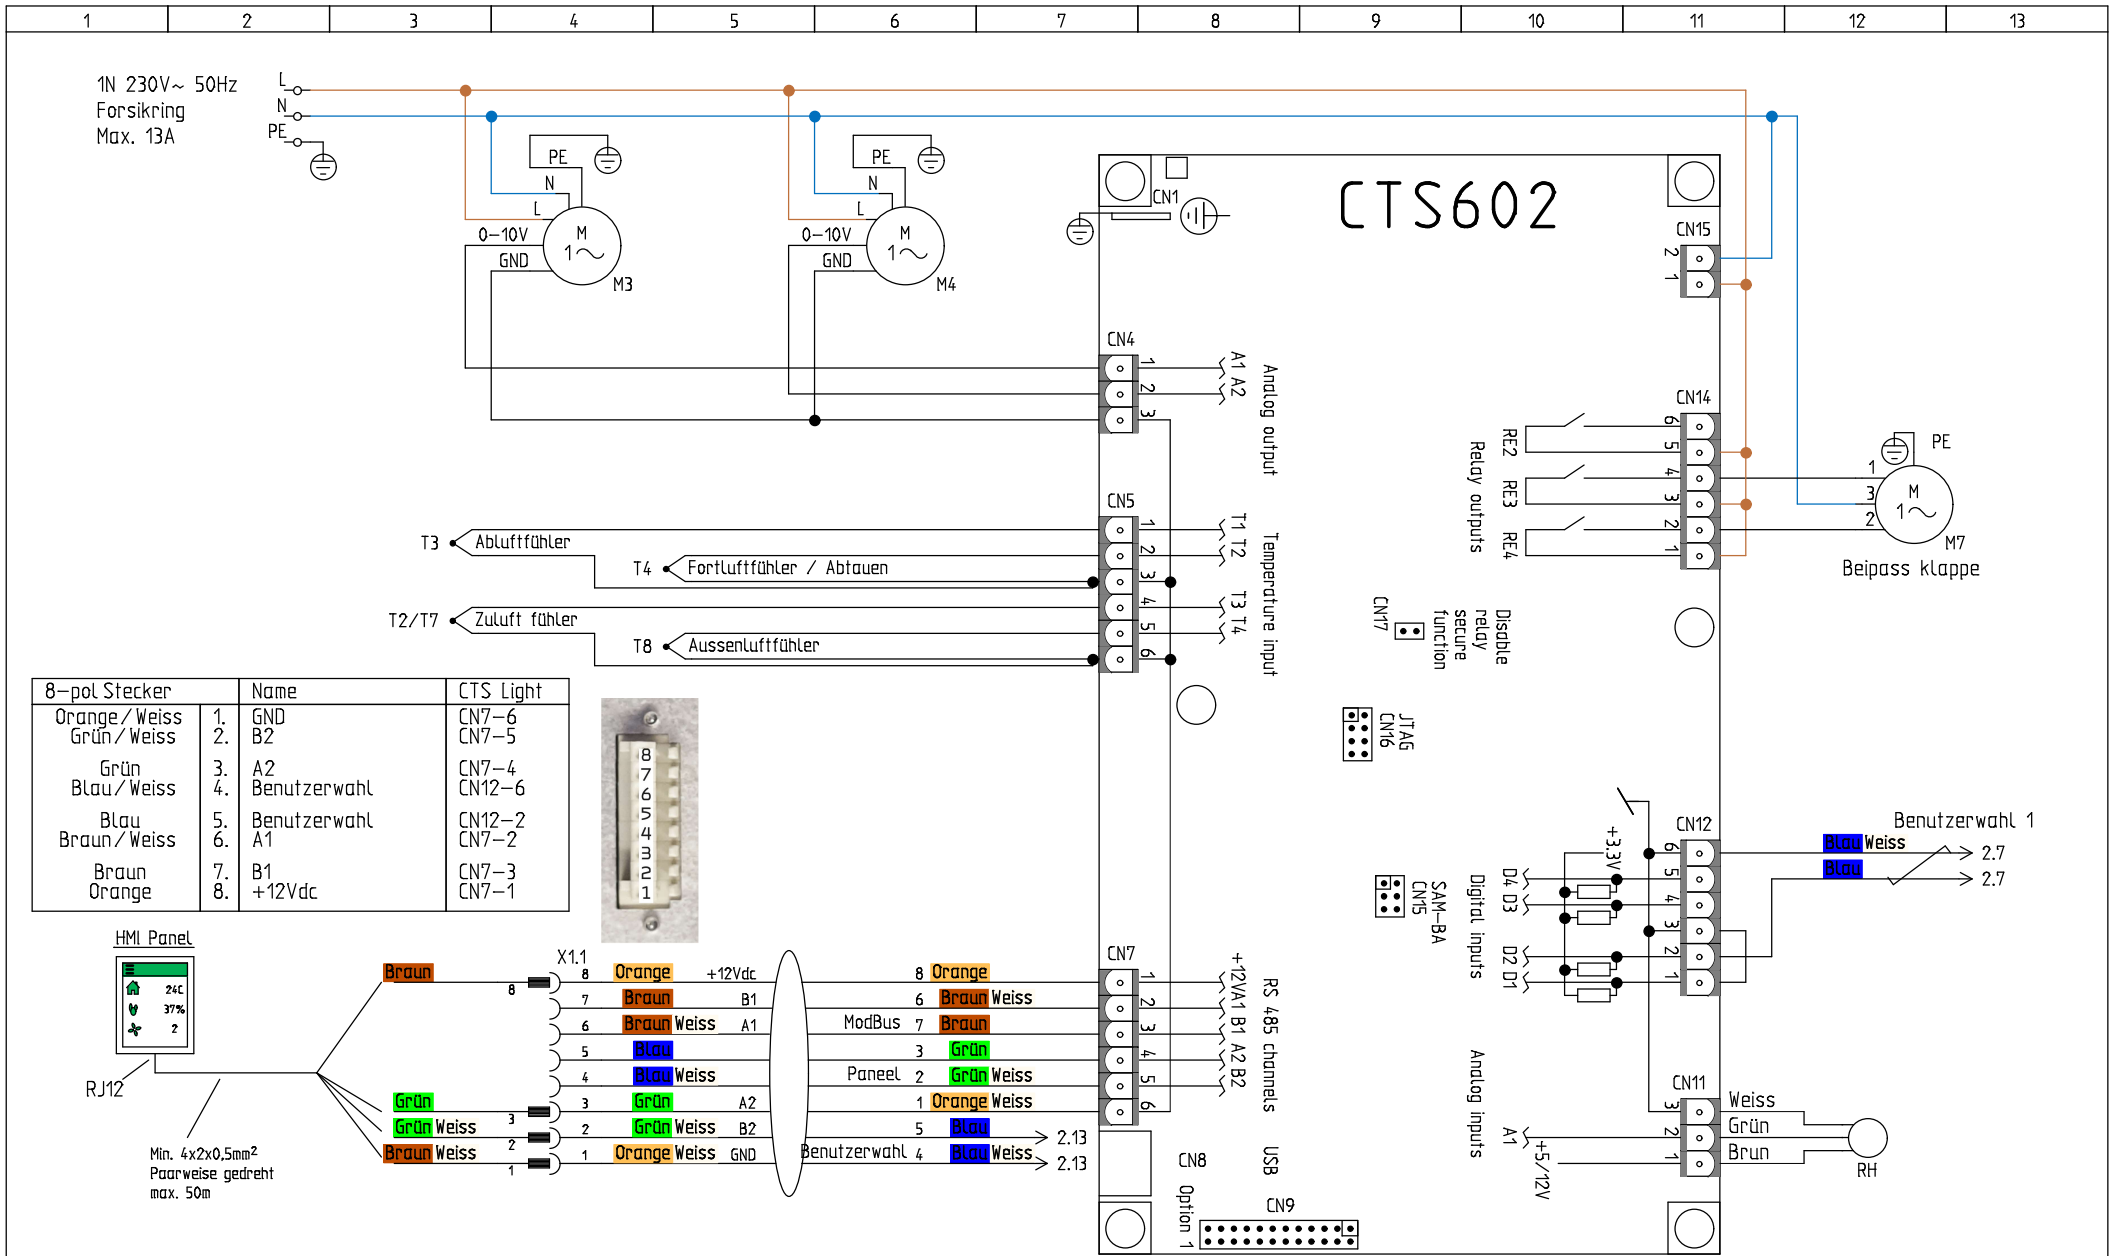 1 2 3 4 5 6 7 8 9 10 11 12 13
1N 230V~ 50Hz
Forsikring
Max. 13A
L
N
PE
PE
N
L
0-10V
GND
M
1~
M3
PE
N
L
0-10V
GND
M
1~
M4
CN1
CTS602
CN15
2
1
CN4
1
2
3
A1 A2
Analog output
CN14
6
5
4
3
2
1
RE2
RE3
RE4
Relay outputs
PE
1
3
2
M
1~
M7
Beipass klappe
CN5
1
2
3
4
5
6
T1 T2
T3 T4
Temperature input
T3 Abluftfühler
T4 Fortluftfühler / Abtauen
T2/T7 Zuluft fühler
T8 Aussenluftfühler
CN17
Disable
relay
secure
function
JTAG
CN16
SAM-BA
CN15
8-pol Stecker Name CTS Light
Orange/Weiss 1. GND CN7-6
Grün/Weiss 2. B2 CN7-5
Grün 3. A2 CN7-4
Blau/Weiss 4. Benutzerwahl CN12-6
Blau 5. Benutzerwahl CN12-2
Braun/Weiss 6. A1 CN7-2
Braun 7. B1 CN7-3
Orange 8. +12Vdc CN7-1
8
7
6
5
4
3
2
1
CN12
6
5
4
3
2
1
+3.3V
D4 D3
D2 D1
Digital inputs
Benutzerwahl 1
Blau Weiss 2.7
Blau 2.7
HMI Panel
24C
37%
2
RJ12
Min. 4x2x0,5mm²
Paarweise gedreht
max. 50m
Braun 8
Grün 3
Grün Weiss 2
Braun Weiss 1
X1.1
8 Orange +12Vdc
7 Braun B1
6 Braun Weiss A1
5 Blau
4 Blau Weiss
3 Grün A2
2 Grün Weiss B2
1 Orange Weiss GND
8 Orange
6 Braun Weiss
ModBus 7 Braun
3 Grün
Paneel 2 Grün Weiss
1 Orange Weiss
5 Blau 2.13
Benutzerwahl 4 Blau Weiss 2.13
CN7
1
2
3
4
5
6
+12V A1 B1 A2 B2
RS 485 channels
CN8
USB
Option 1
CN9
Analog inputs
A1
+5/12V
CN11
3
2
1
Weiss
Grün
Brun
RH